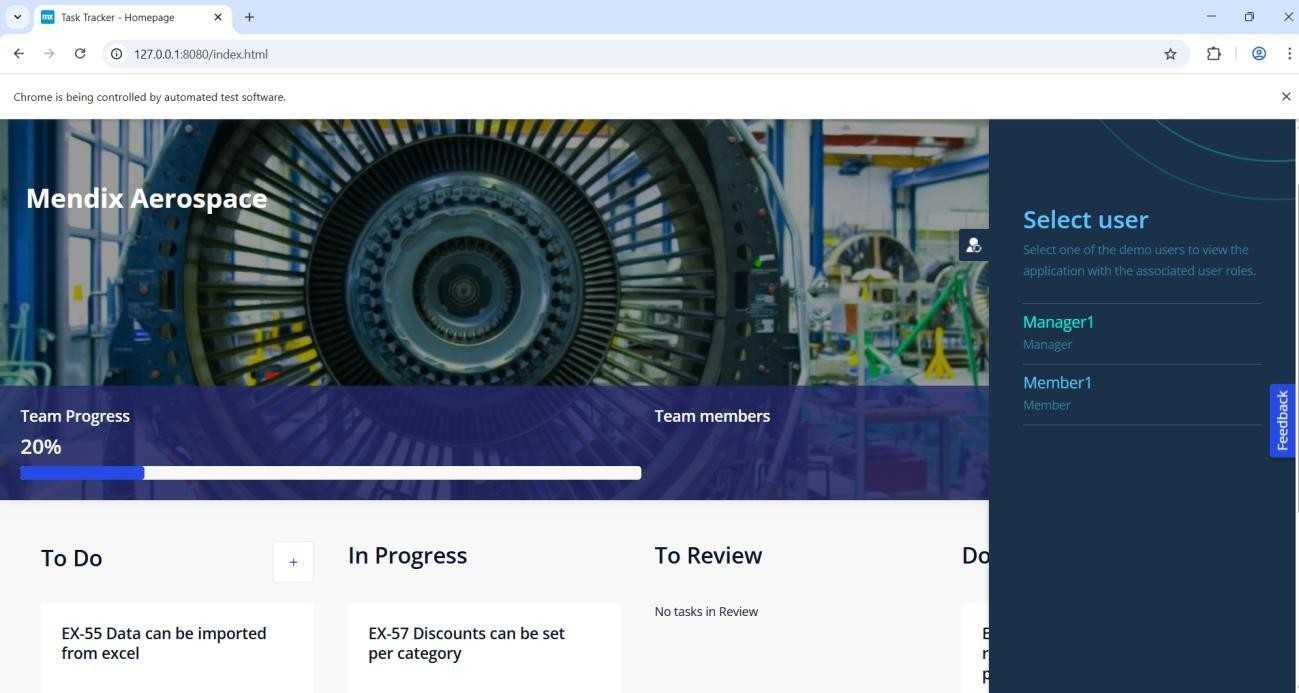 mx
Task Tracker - Homepage
127.0.0.1:8080/index.html
Chrome is being controlled by automated test software.
Mendix Aerospace
Select user
Select one of the demo users to view the
application with the associated user roles.
Manager1
Manager
Member1
Member
Feedback
Team Progress
Team members
20%
To Do
+
In Progress
To Review
Do
EX-55 Data can be imported
from excel
EX-57 Discounts can be set
per category
No tasks in Review
E
r
p